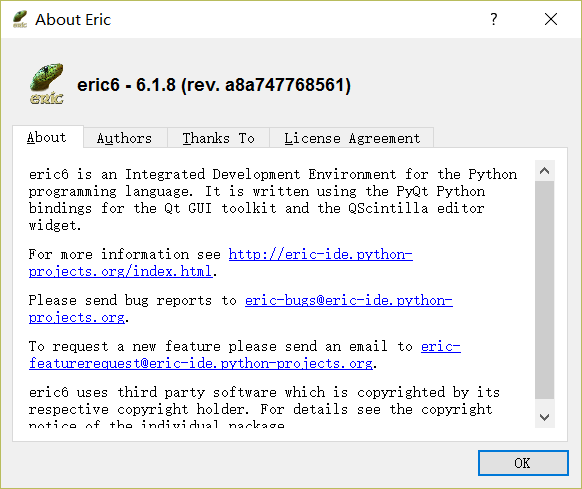 About Eric
?
eric
eric6 - 6.1.8 (rev. a8a747768561)
About
Authors
Thanks To
License Agreement
eric6 is an Integrated Development Environment for the Python
programming language. It is written using the PyQt Python
bindings for the Qt GUI toolkit and the QScintilla editor
widget.
For more information see http://eric-ide.python-
projects.org/index.html.
Please send bug reports to eric-bugs@eric-ide.python-
projects.org.
To request a new feature please send an email to eric-
featurerequest@eric-ide.python-projects.org.
eric6 uses third party software which is copyrighted by its
respective copyright holder. For details see the copyright
notice of the individual package.
OK